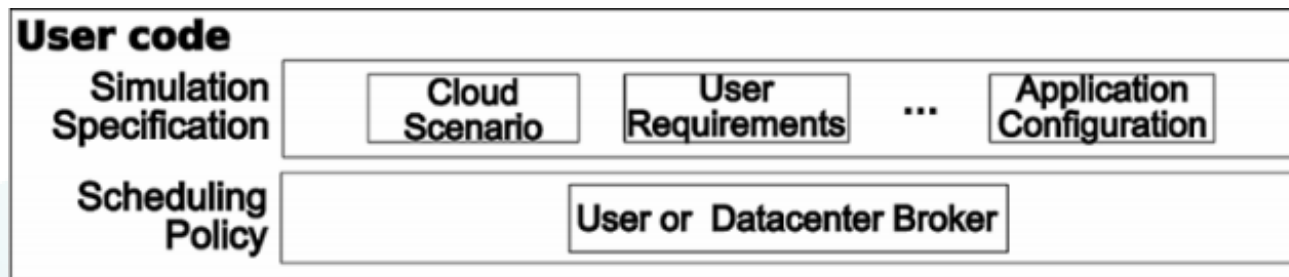 User code
Simulation
Specification
Cloud
Scenario
User
Requirements
...
Application
Configuration
Scheduling
Policy
User or Datacenter Broker